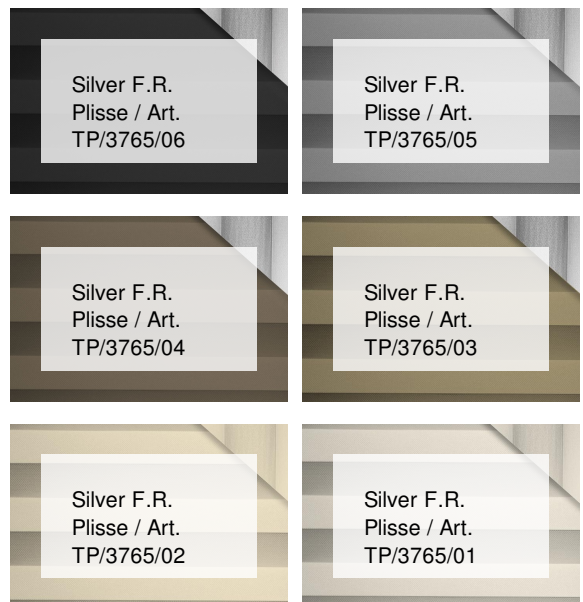 Silver F.R.
Plisse / Art.
TP/3765/06
Silver F.R.
Plisse / Art.
TP/3765/05
Silver F.R.
Plisse / Art.
TP/3765/04
Silver F.R.
Plisse / Art.
TP/3765/03
Silver F.R.
Plisse / Art.
TP/3765/02
Silver F.R.
Plisse / Art.
TP/3765/01